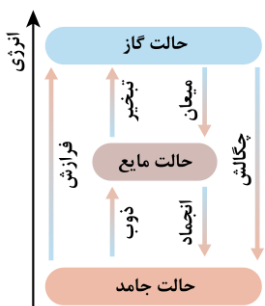 انرژی
حالت گاز
تبخیر
میعان
فرازش
چگالش
حالت مایع
ذوب
انجماد
حالت جامد